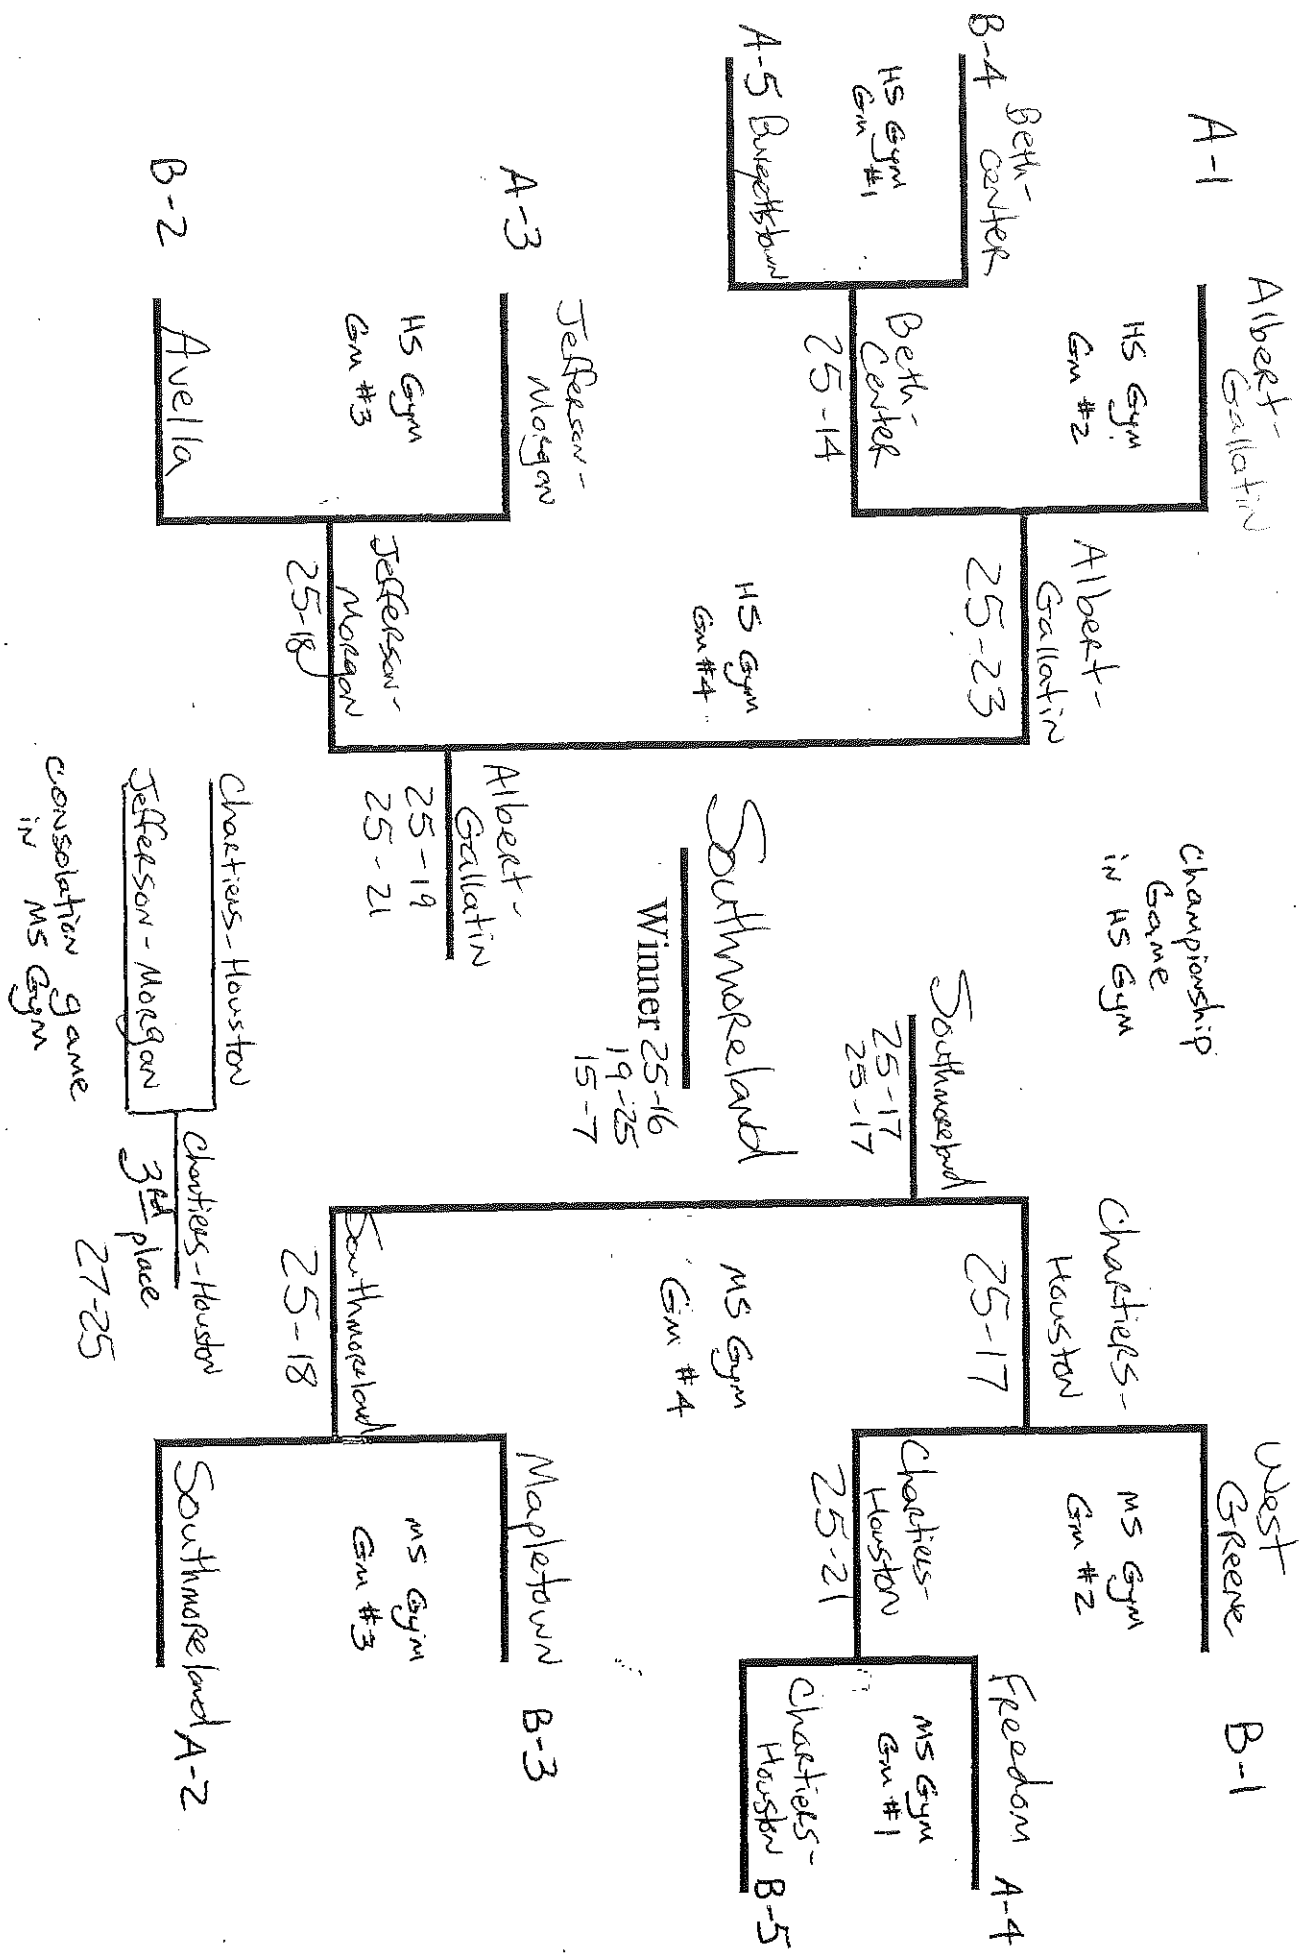 A-1
Albert-
Gallatin
HS Gym
Gm #2
B-4
Beth-
Center
HS Gym
Gm #1
A-5 Burgettstown
Beth-
Center
25-14
Albert-
Gallatin
25-23
HS Gym
Gm #4
A-3
Jefferson-
Morgan
HS Gym
Gm #3
B-2
Avella
Jefferson-
Morgan
25-18
Albert-
Gallatin
25-19
25-21
Championship
Game
in HS Gym
Southmoreland
Winner 25-16
19-25
15-7
Southmoreland
25-17
25-17
Chartiers-Houston
Jefferson-Morgan
Consolation game
in
MS Gym
Chartiers-Houston
3rd place
27-25
Chartiers-
Houston
25-17
MS Gym
Gm #4
Southmoreland
25-18
West
Greene
B-1
MS Gym
Gm #2
Chartiers-
Houston
25-21
Freedom A-4
MS Gym
Gm #1
Chartiers-
Houston B-5
Mapletown B-3
MS Gym
Gm #3
Southmoreland A-2